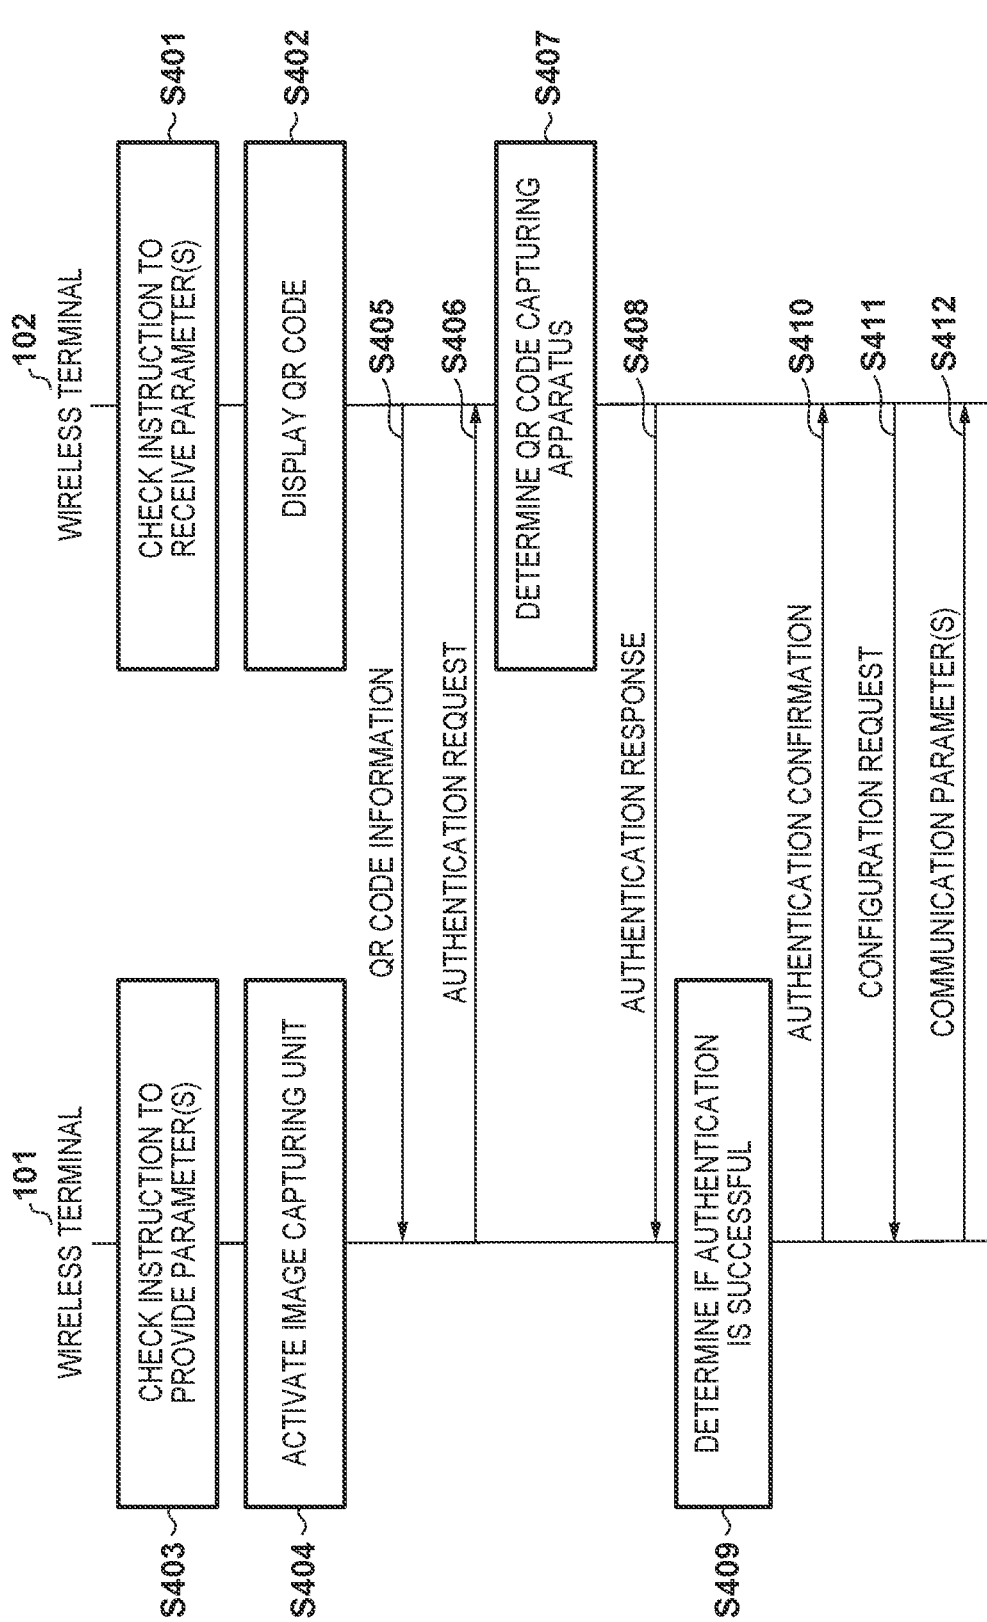 101
WIRELESS TERMINAL
102
WIRELESS TERMINAL
S403
CHECK INSTRUCTION TO
PROVIDE PARAMETER(S)
CHECK INSTRUCTION TO
RECEIVE PARAMETER(S)
S401
S404
ACTIVATE IMAGE CAPTURING UNIT
DISPLAY QR CODE
S402
QR CODE INFORMATION
S405
AUTHENTICATION REQUEST
S406
DETERMINE QR CODE CAPTURING
APPARATUS
S407
AUTHENTICATION RESPONSE
S408
S409
DETERMINE IF AUTHENTICATION
IS SUCCESSFUL
AUTHENTICATION CONFIRMATION
S410
CONFIGURATION REQUEST
S411
COMMUNICATION PARAMETER(S)
S412